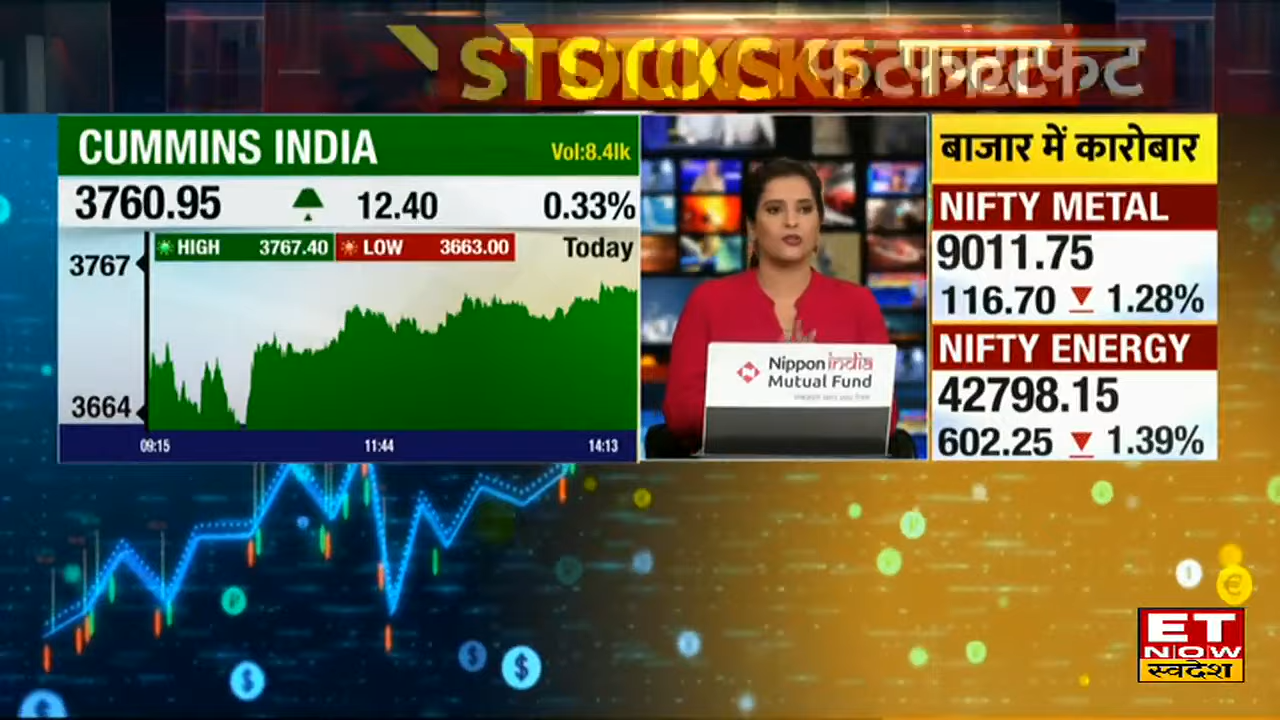 CUMMINS INDIA
Vol:8.4lk
3760.95 12.40 0.33%
HIGH 3767.40 LOW 3663.00 Today
3767
3664
09:15 11:44 14:13
Nippon india
Mutual Fund
बाजार में कारोबार
NIFTY METAL
9011.75
116.70 1.28%
NIFTY ENERGY
42798.15
602.25 1.39%
ET
NOW
स्वदेश